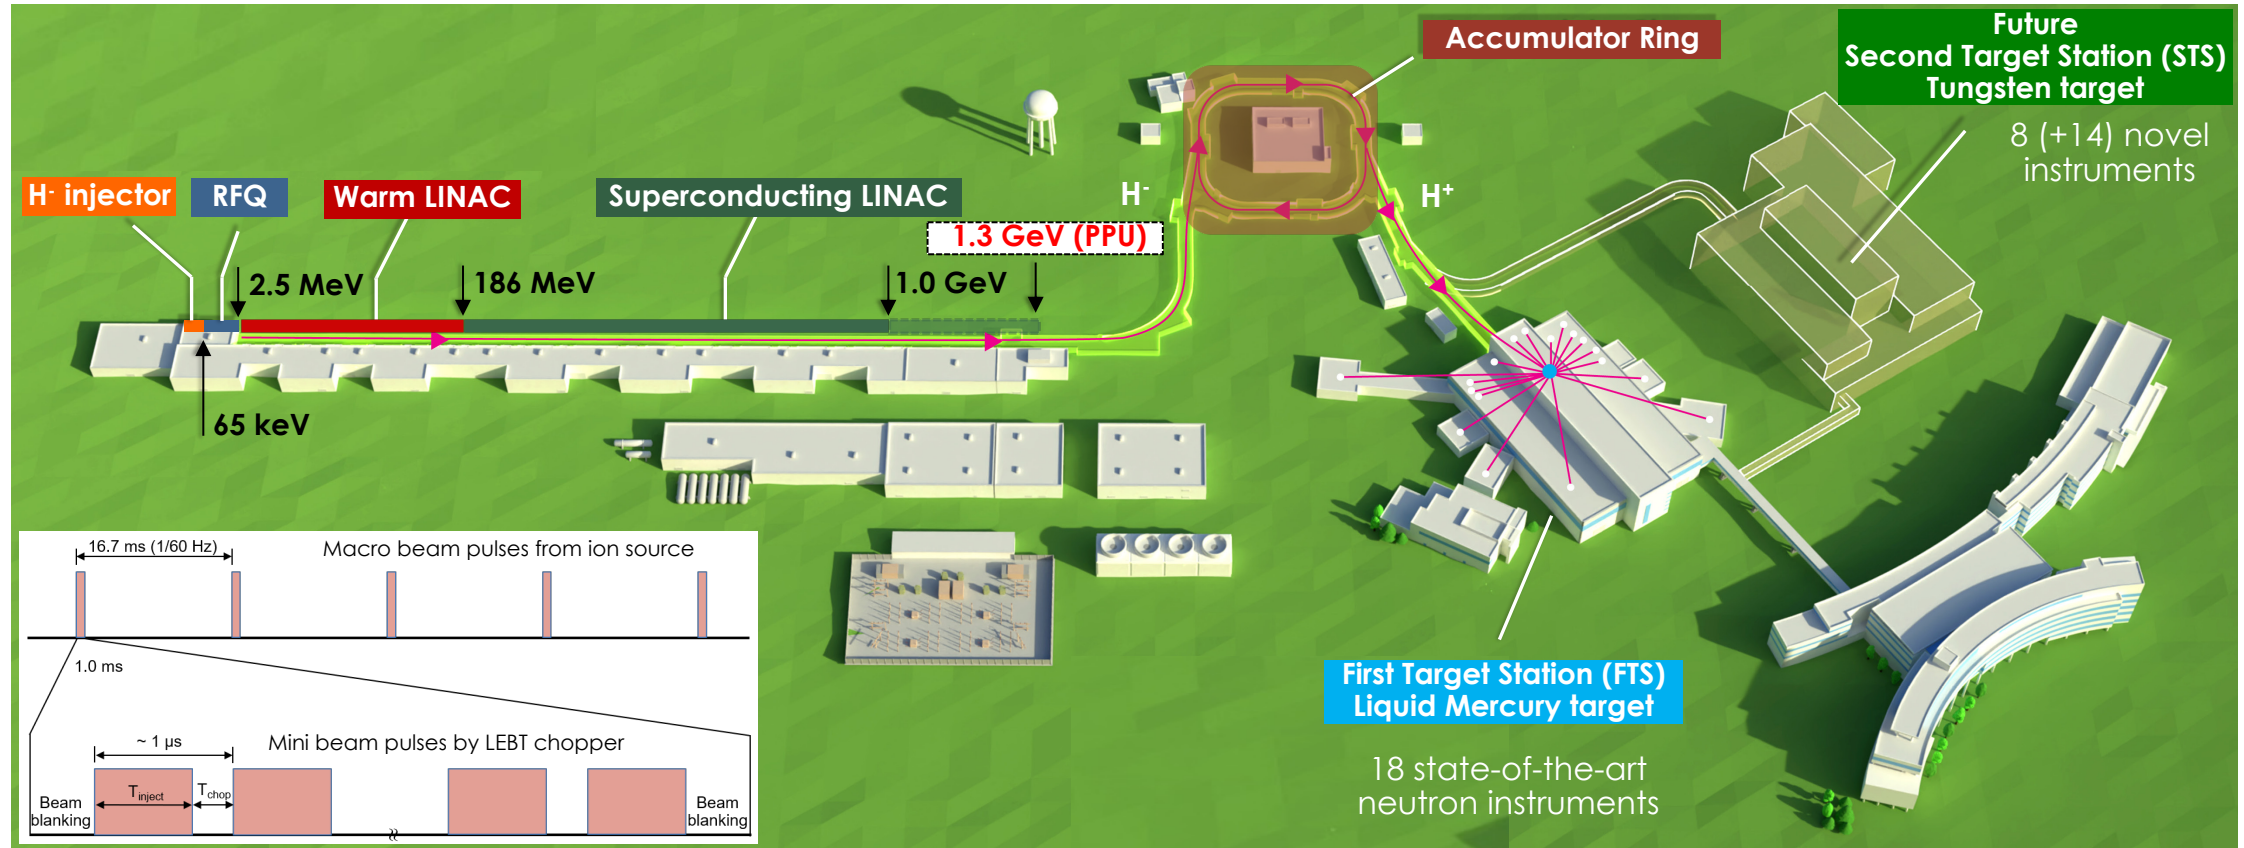 Accumulator Ring
Future
Second Target Station (STS)
Tungsten target
8 (+14) novel
instruments
H- injector
RFQ
Warm LINAC
Superconducting LINAC
H-
H+
1.3 GeV (PPU)
2.5 MeV
186 MeV
1.0 GeV
65 keV
16.7 ms (1/60 Hz)
Macro beam pulses from ion source
1.0 ms
~ 1 µs
Mini beam pulses by LEBT chopper
Tinject
Tchop
Beam
blanking
Beam
blanking
First Target Station (FTS)
Liquid Mercury target
18 state-of-the-art
neutron instruments